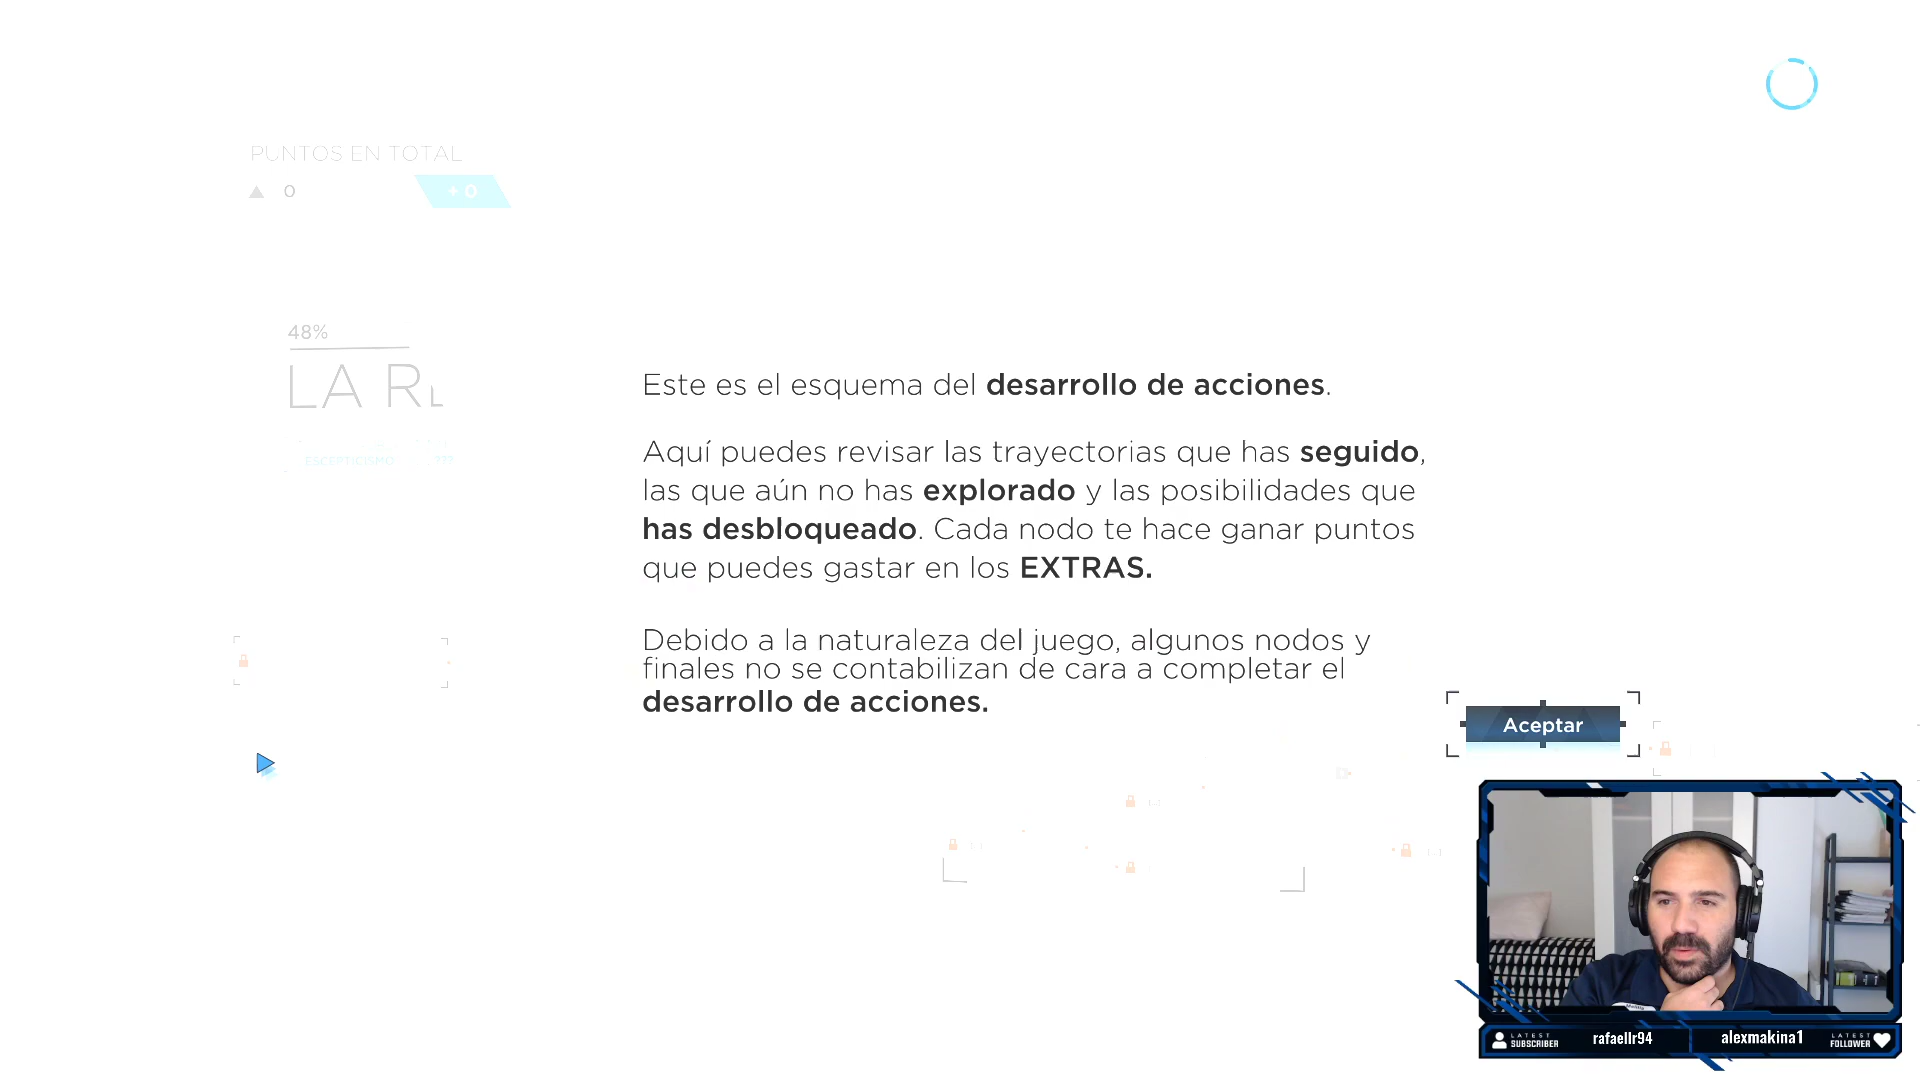 PUNTOS EN TOTAL
0
+ 0
48%
LA R
ESCEPTICISMO
???
Este es el esquema del desarrollo de acciones.
Aquí puedes revisar las trayectorias que has seguido,
las que aún no has explorado y las posibilidades que
has desbloqueado. Cada nodo te hace ganar puntos
que puedes gastar en los EXTRAS.
Debido a la naturaleza del juego, algunos nodos y
finales no se contabilizan de cara a completar el
desarrollo de acciones.
Aceptar
LATEST
SUBSCRIBER
rafaellr94
alexmakina1
LATEST
FOLLOWER